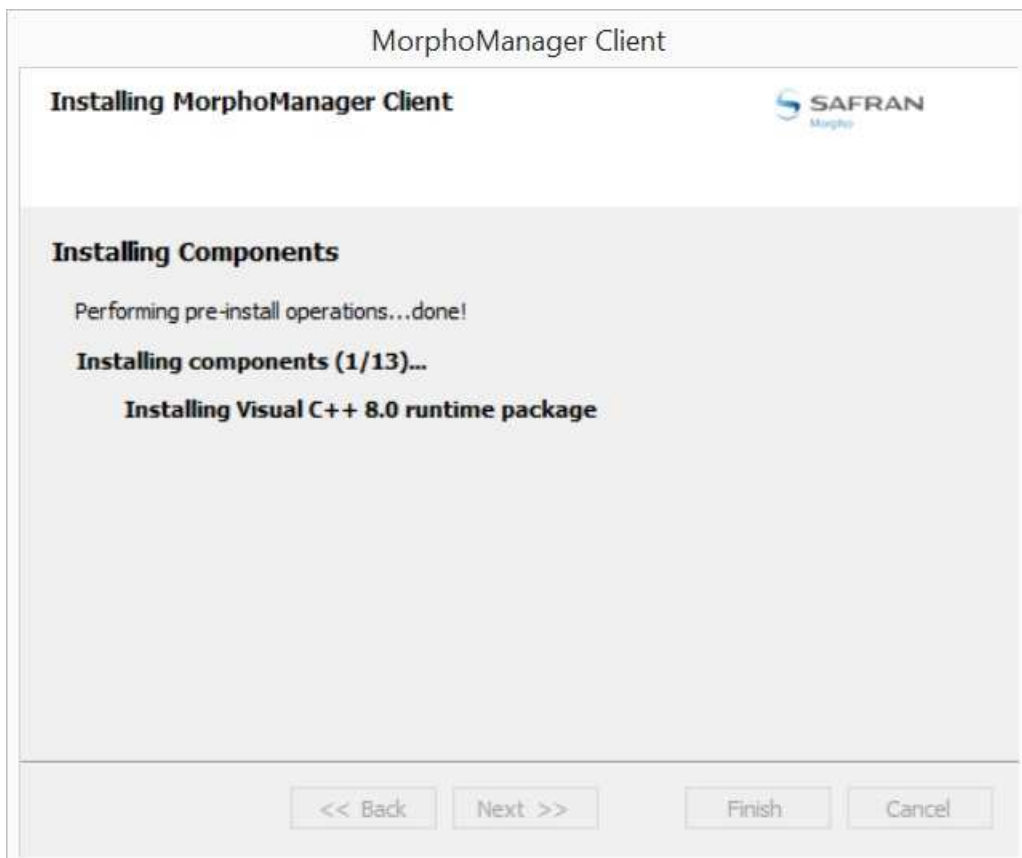 MorphoManager Client
Installing MorphoManager Client
SAFRAN
Morpho
Installing Components
Performing pre-install operations...done!
Installing components (1/13)...
Installing Visual C++ 8.0 runtime package
<< Back
Next >>
Finish
Cancel